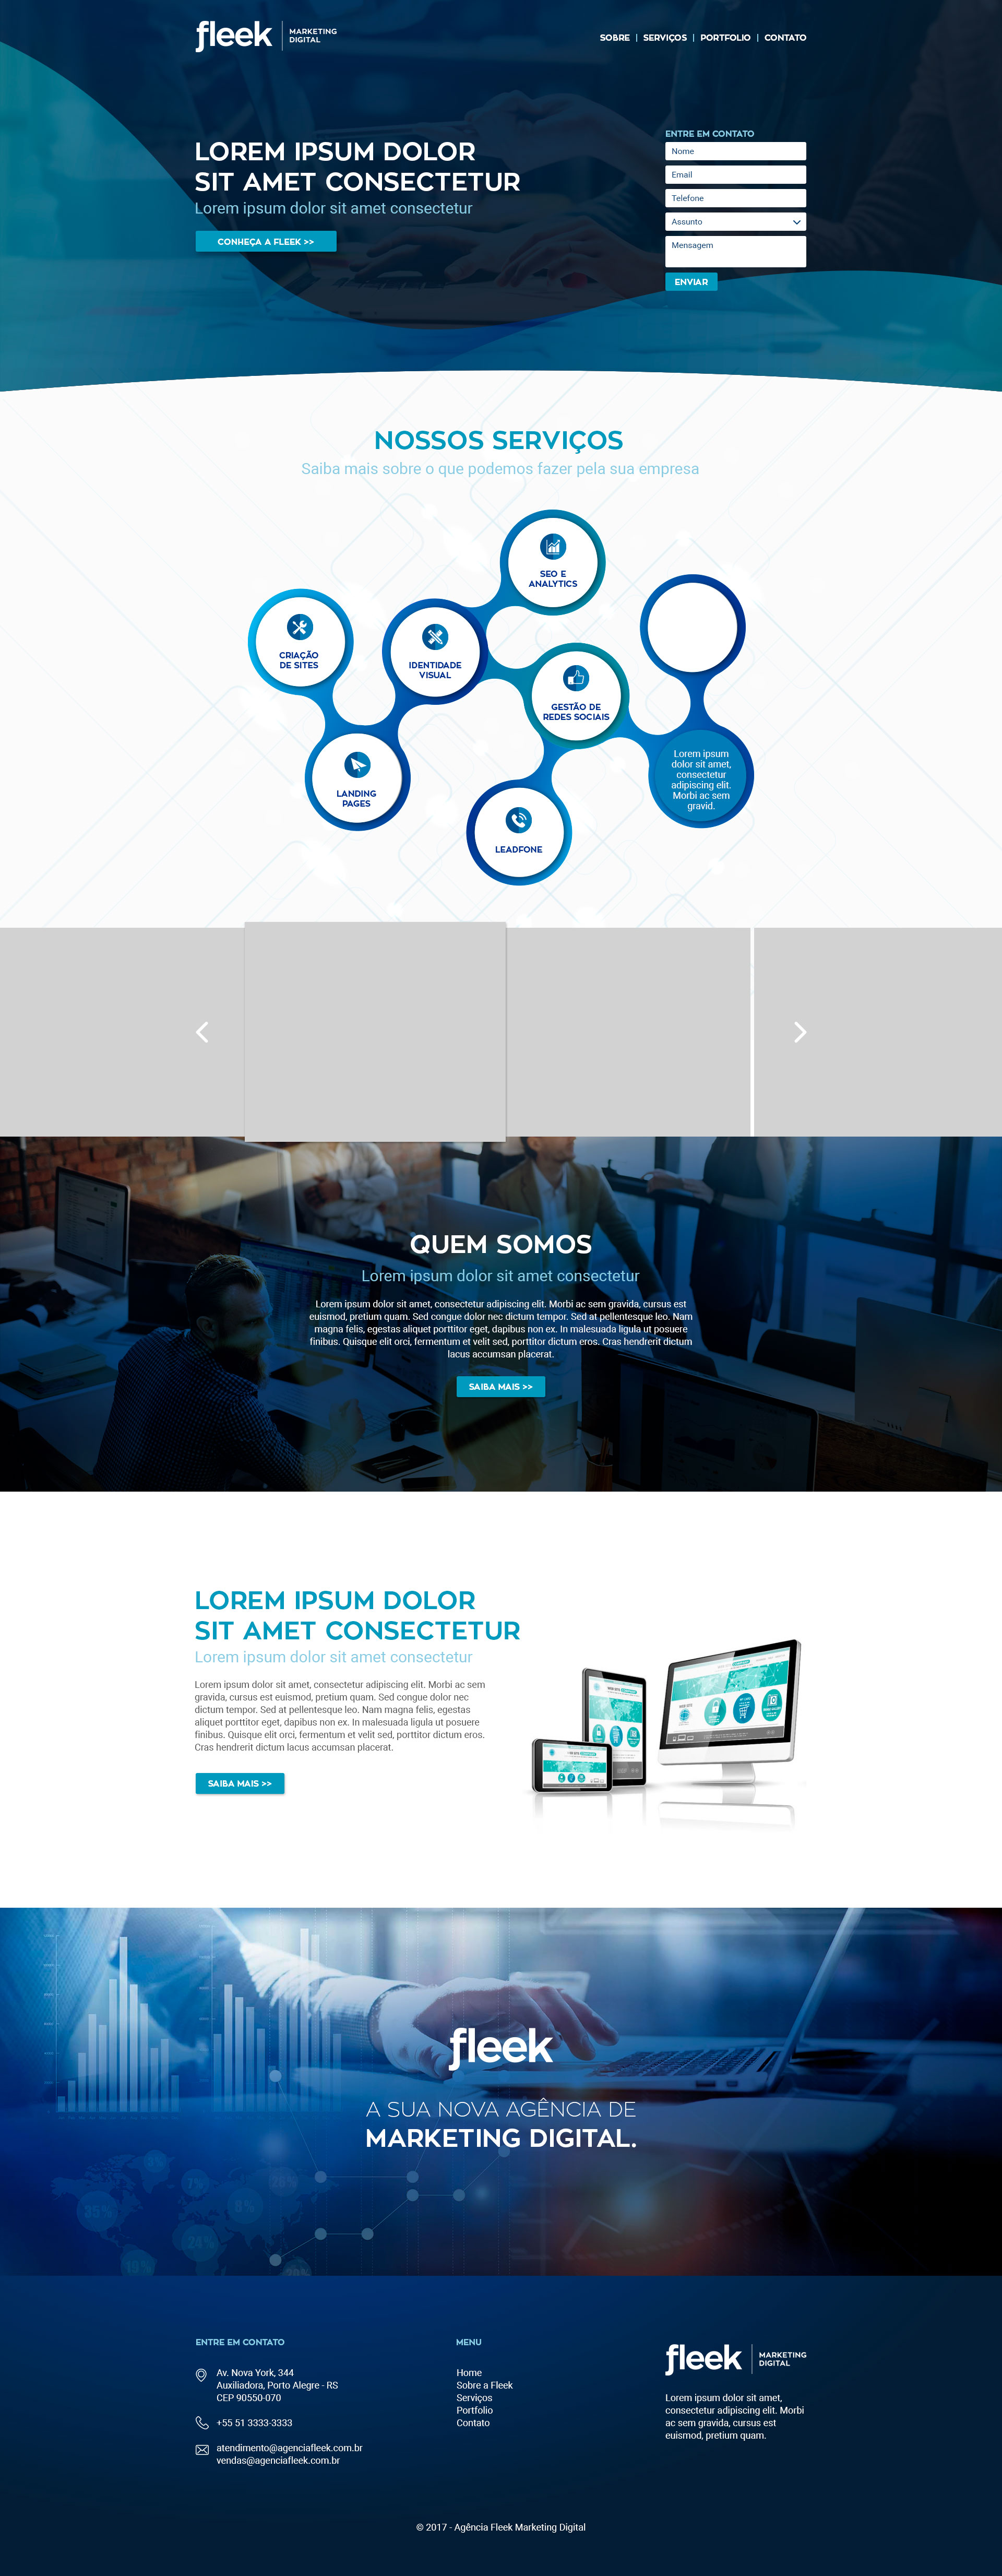 fleek
MARKETING
DIGITAL
SOBRE | SERVIÇOS | PORTFOLIO | CONTATO
LOREM IPSUM DOLOR
SIT AMET CONSECTETUR
Lorem ipsum dolor sit amet consectetur
CONHEÇA A FLEEK >>
ENTRE EM CONTATO
Nome
Email
Telefone
Assunto
Mensagem
ENVIAR
NOSSOS SERVIÇOS
Saiba mais sobre o que podemos fazer pela sua empresa
SEO E
ANALYTICS
CRIAÇÃO
DE SITES
IDENTIDADE
VISUAL
GESTÃO DE
REDES SOCIAIS
LANDING
PAGES
Lorem ipsum
dolor sit amet,
consectetur
adipiscing elit.
Morbi ac sem
gravid.
LEADFONE
QUEM SOMOS
Lorem ipsum dolor sit amet consectetur
Lorem ipsum dolor sit amet, consectetur adipiscing elit. Morbi ac sem gravida, cursus est
euismod, pretium quam. Sed congue dolor nec dictum tempor. Sed at pellentesque leo. Nam
magna felis, egestas aliquet porttitor eget, dapibus non ex. In malesuada ligula ut posuere
finibus. Quisque elit orci, fermentum et velit sed, porttitor dictum eros. Cras hendrerit dictum
lacus accumsan placerat.
SAIBA MAIS >>
LOREM IPSUM DOLOR
SIT AMET CONSECTETUR
Lorem ipsum dolor sit amet consectetur
Lorem ipsum dolor sit amet, consectetur adipiscing elit. Morbi ac sem
gravida, cursus est euismod, pretium quam. Sed congue dolor nec
dictum tempor. Sed at pellentesque leo. Nam magna felis, egestas
aliquet porttitor eget, dapibus non ex. In malesuada ligula ut posuere
finibus. Quisque elit orci, fermentum et velit sed, porttitor dictum eros.
Cras hendrerit dictum lacus accumsan placerat.
SAIBA MAIS >>
fleek
A SUA NOVA AGÊNCIA DE
MARKETING DIGITAL.
ENTRE EM CONTATO
Av. Nova York, 344
Auxiliadora, Porto Alegre - RS
CEP 90550-070
+55 51 3333-3333
atendimento@agenciafleek.com.br
vendas@agenciafleek.com.br
MENU
Home
Sobre a Fleek
Serviços
Portfolio
Contato
fleek
MARKETING
DIGITAL
Lorem ipsum dolor sit amet,
consectetur adipiscing elit. Morbi
ac sem gravida, cursus est
euismod, pretium quam.
© 2017 - Agência Fleek Marketing Digital